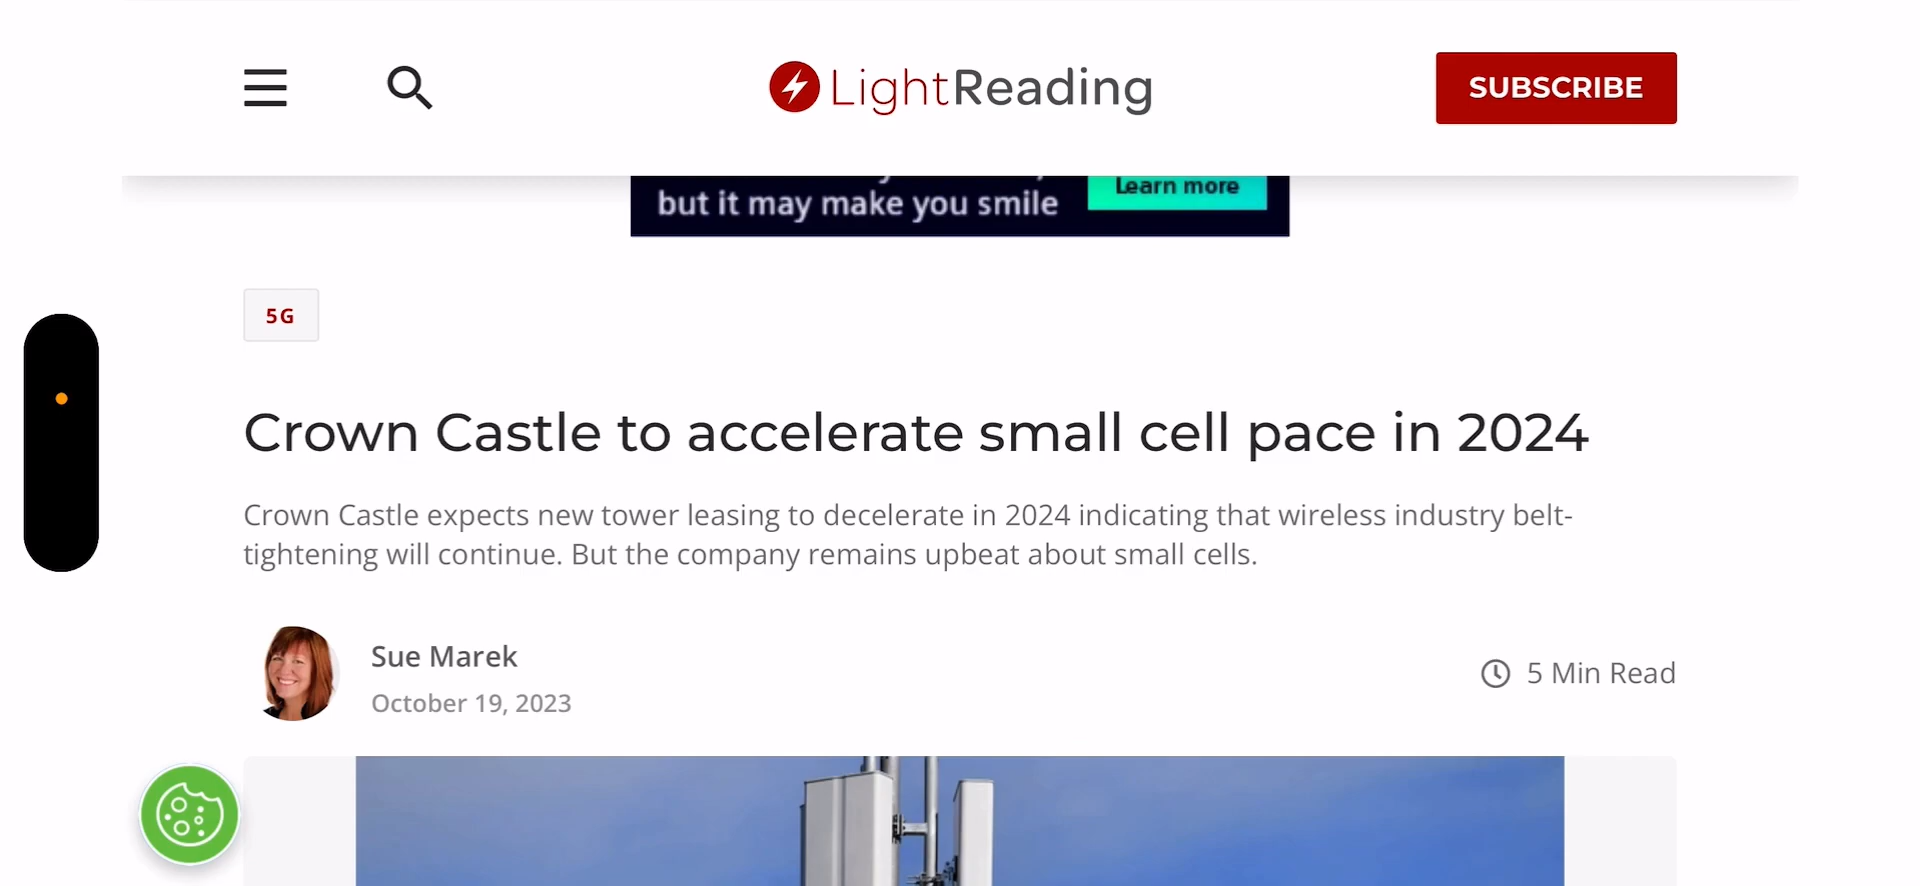 LightReading
SUBSCRIBE
but it may make you smile
Learn more
5G
Crown Castle to accelerate small cell pace in 2024
Crown Castle expects new tower leasing to decelerate in 2024 indicating that wireless industry belt-
tightening will continue. But the company remains upbeat about small cells.
Sue Marek
October 19, 2023
5 Min Read